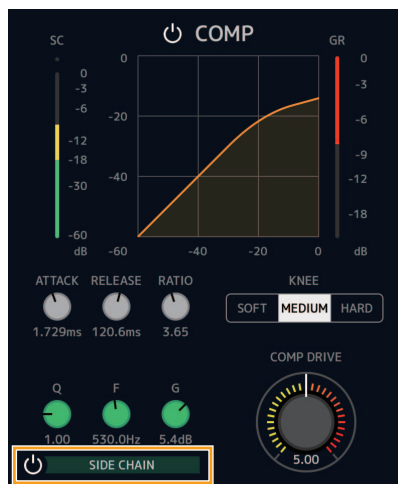 SC
COMP
GR
0
-3
-6
-12
-18
-30
-60
dB
0
-20
-40
-60
-40
-20
0
0
-3
-6
-9
-12
-18
dB
ATTACK RELEASE RATIO
1.729ms 120.6ms 3.65
KNEE
SOFT MEDIUM HARD
COMP DRIVE
5.00
Q F G
1.00 530.0Hz 5.4dB
SIDE CHAIN